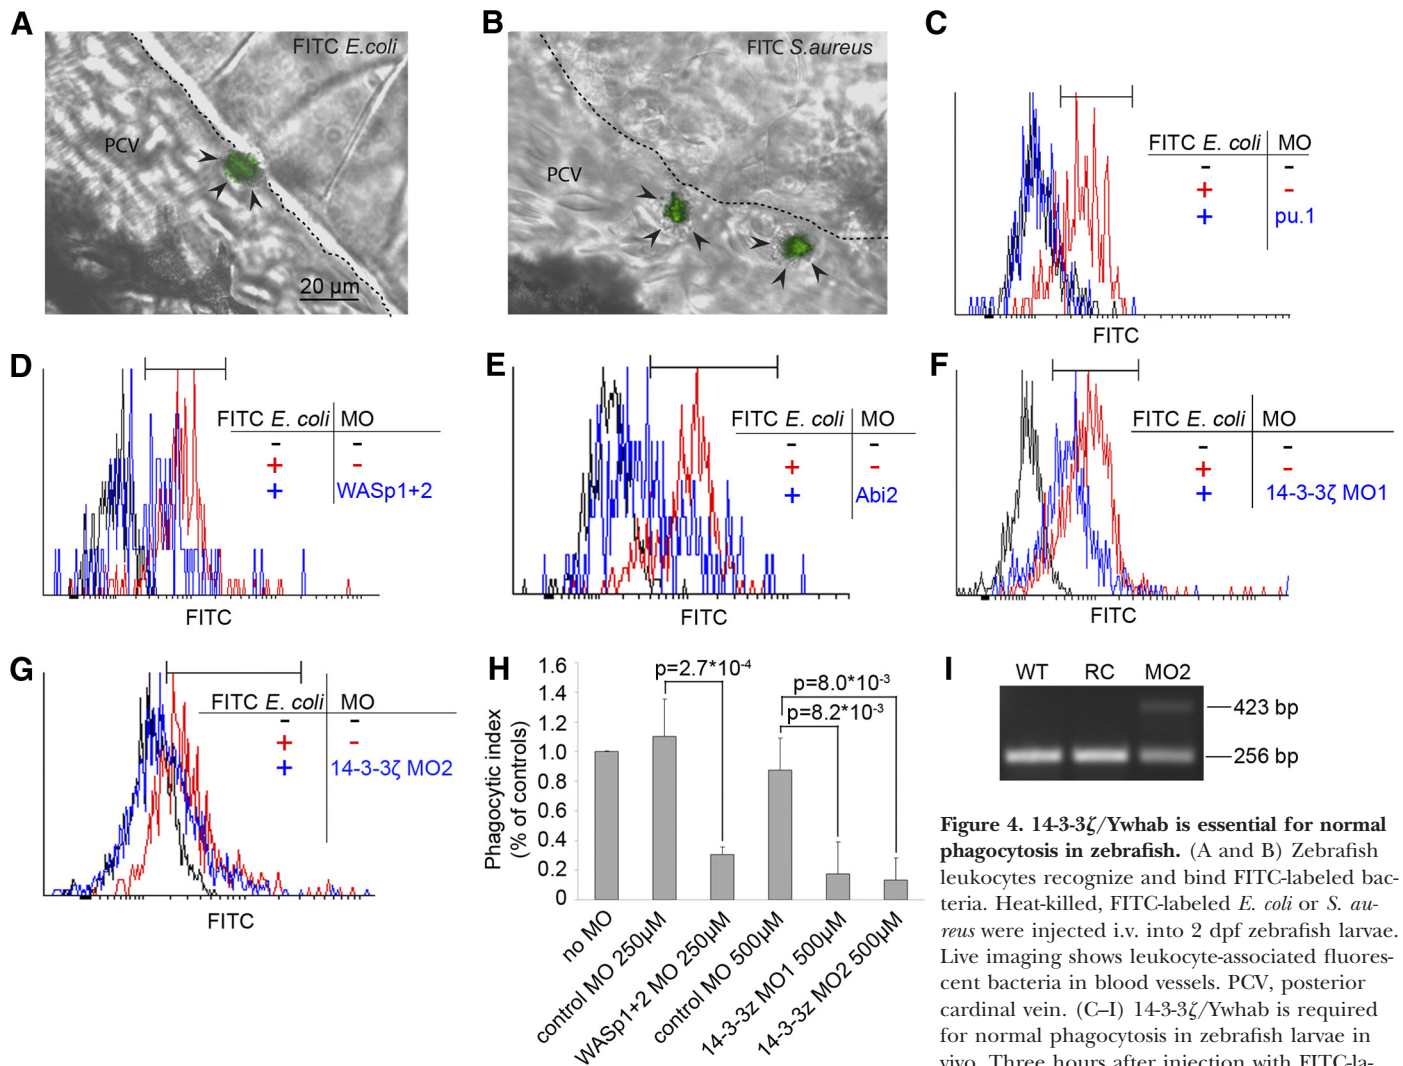 A
FITC E.coli
PCV
20 µm
B
FITC S.aureus
PCV
C
FITC E. coli MO
- -
+ -
+ pu.1
FITC
D
FITC E. coli MO
- -
+ -
+ WASp1+2
FITC
E
FITC E. coli MO
- -
+ -
+ Abi2
FITC
F
FITC E. coli MO
- -
+ -
+ 14-3-3ζ MO1
FITC
G
FITC E. coli MO
- -
+ -
+ 14-3-3ζ MO2
FITC
H
Phagocytic index
(% of controls)
1.6
1.4
1.2
1.0
0.8
0.6
0.4
0.2
0
p=2.7*10-4
p=8.0*10-3
p=8.2*10-3
no MO
control MO 250µM
WASp1+2 MO 250µM
control MO 500µM
14-3-3z MO1 500µM
14-3-3z MO2 500µM
I
WT RC MO2
423 bp
256 bp
Figure 4. 14-3-3ζ/Ywhab is essential for normal
phagocytosis in zebrafish. (A and B) Zebrafish
leukocytes recognize and bind FITC-labeled bac-
teria. Heat-killed, FITC-labeled E. coli or S. au-
reus were injected i.v. into 2 dpf zebrafish larvae.
Live imaging shows leukocyte-associated fluores-
cent bacteria in blood vessels. PCV, posterior
cardinal vein. (C–I) 14-3-3ζ/Ywhab is required
for normal phagocytosis in zebrafish larvae in
vivo. Three hours after injection with FITC-la-